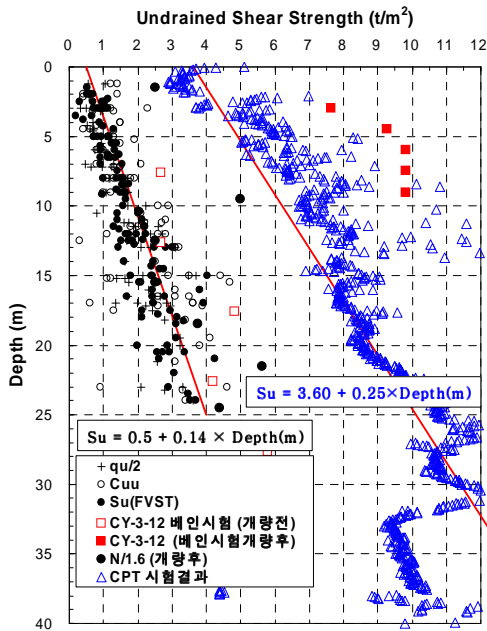 Undrained Shear Strength (t/m²)
0 1 2 3 4 5 6 7 8 9 10 11 12
0
5
10
15
20
25
30
35
40
Depth (m)
Su = 3.60 + 0.25×Depth(m)
Su = 0.5 + 0.14 × Depth(m)
qu/2
Cuu
Su(FVST)
CY-3-12 베인시험 (개량전)
CY-3-12 (베인시험개량후)
N/1.6 (개량후)
CPT 시험결과